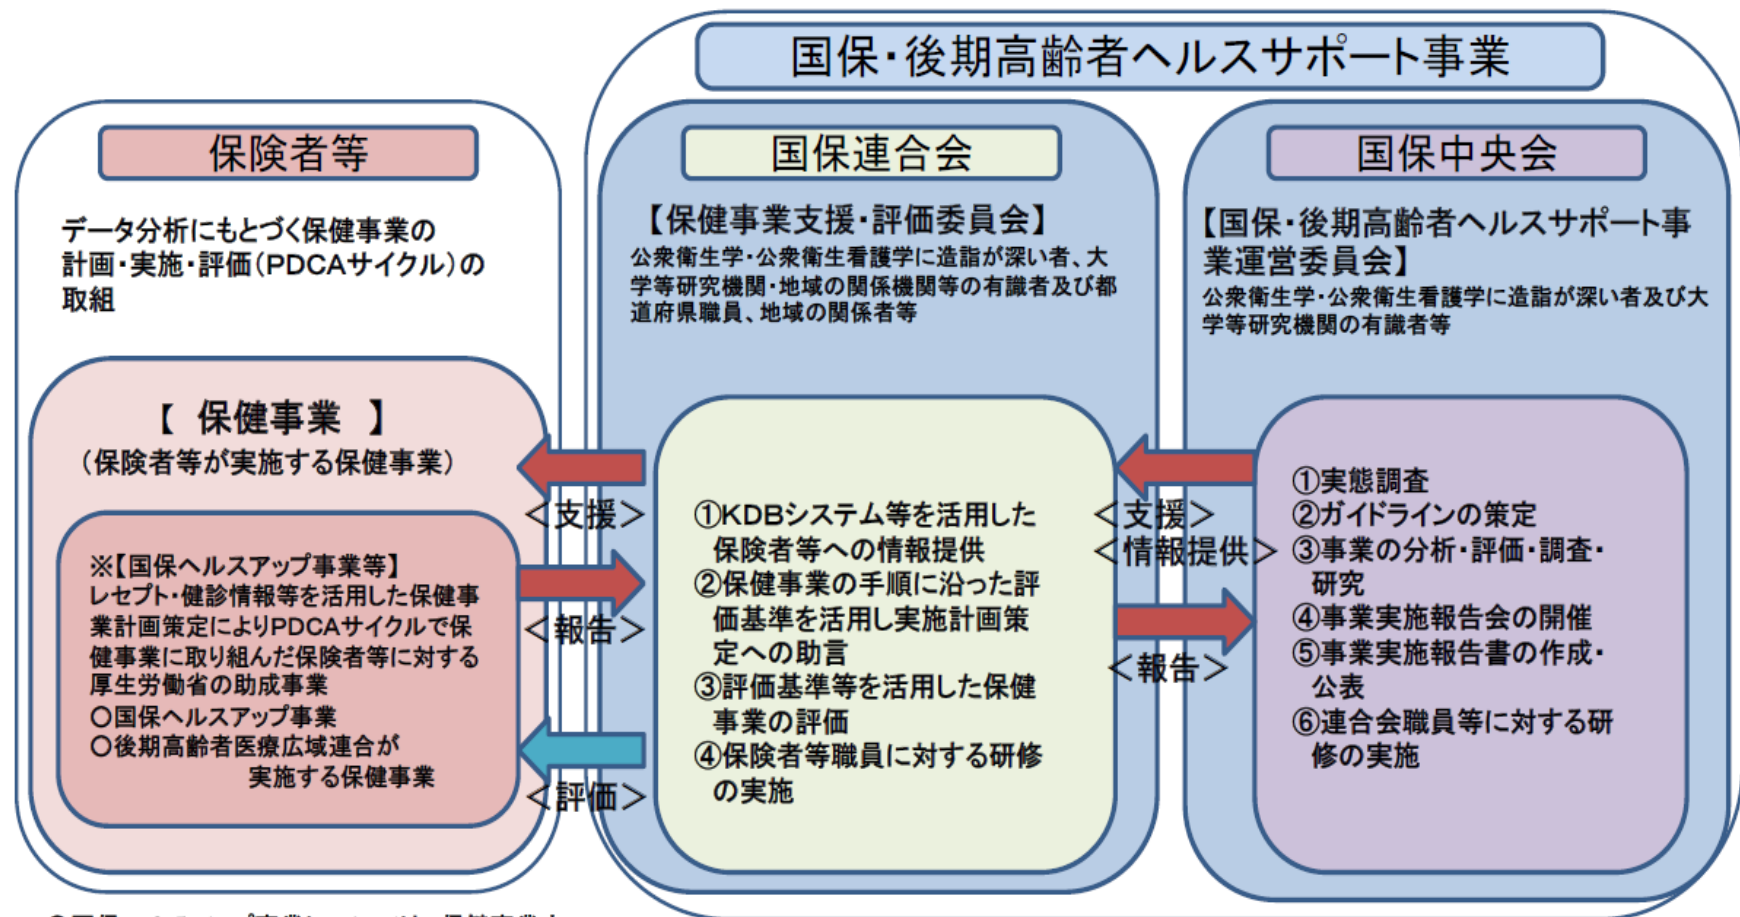 国保・後期高齢者ヘルスサポート事業
保険者等
データ分析にもとづく保健事業の
計画・実施・評価(PDCAサイクル)の
取組
【 保健事業 】
(保険者等が実施する保健事業)
※【国保ヘルスアップ事業等】
レセプト・健診情報等を活用した保健事
業計画策定によりPDCAサイクルで保
健事業に取り組んだ保険者等に対する
厚生労働省の助成事業
○国保ヘルスアップ事業
○後期高齢者医療広域連合が
実施する保健事業
<支援>
<報告>
<評価>
国保連合会
【保健事業支援・評価委員会】
公衆衛生学・公衆衛生看護学に造詣が深い者、大
学等研究機関・地域の関係機関等の有識者及び都
道府県職員、地域の関係者等
①KDBシステム等を活用した
保険者等への情報提供
②保健事業の手順に沿った評
価基準を活用し実施計画策
定への助言
③評価基準等を活用した保健
事業の評価
④保険者等職員に対する研修
の実施
<支援>
<情報提供>
<報告>
国保中央会
【国保・後期高齢者ヘルスサポート事
業運営委員会】
公衆衛生学・公衆衛生看護学に造詣が深い者及び大
学等研究機関の有識者等
①実態調査
②ガイドラインの策定
③事業の分析・評価・調査・
研究
④事業実施報告会の開催
⑤事業実施報告書の作成・
公表
⑥連合会職員等に対する研
修の実施